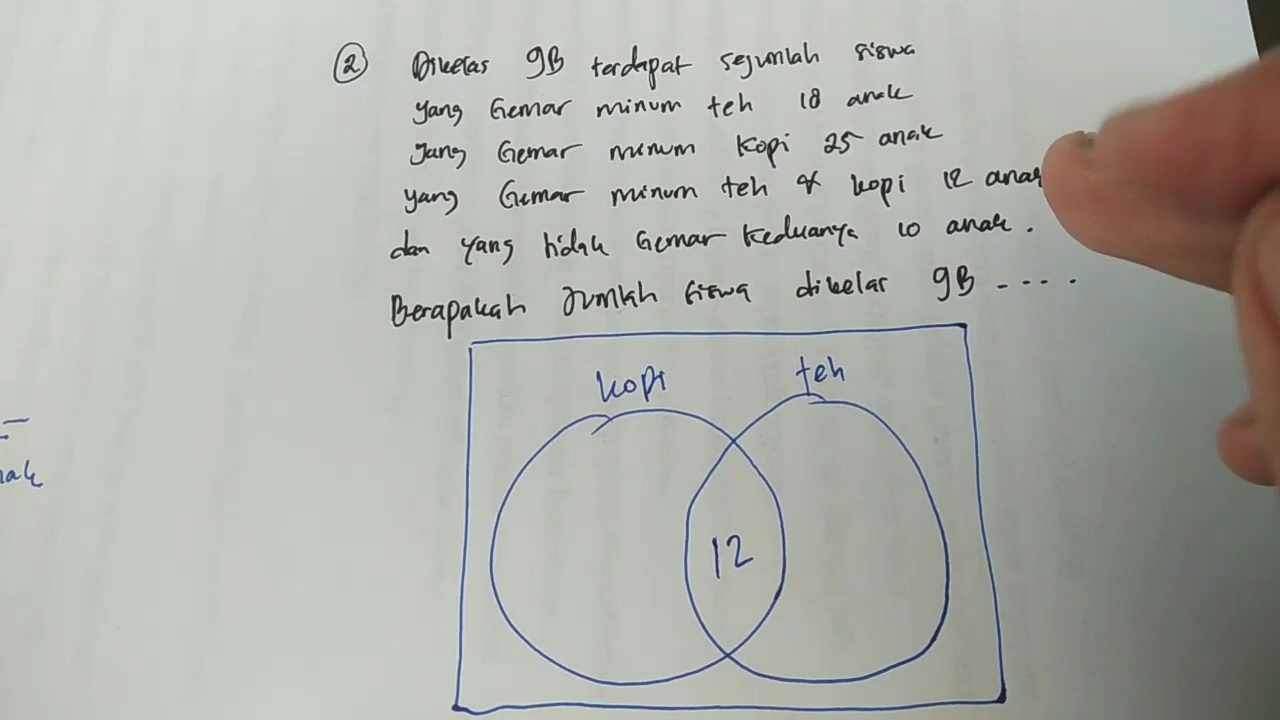 ② Dikelas 9B terdapat sejumlah siswa
yang Gemar minum teh 18 anak
yang Gemar minum Kopi 25 anak
yang Gemar minum teh & kopi 12 anak
dan yang tidak Gemar Keduanya 10 anak.
Berapakah Jumlah siswa dikelas 9B ....
kopi teh
12